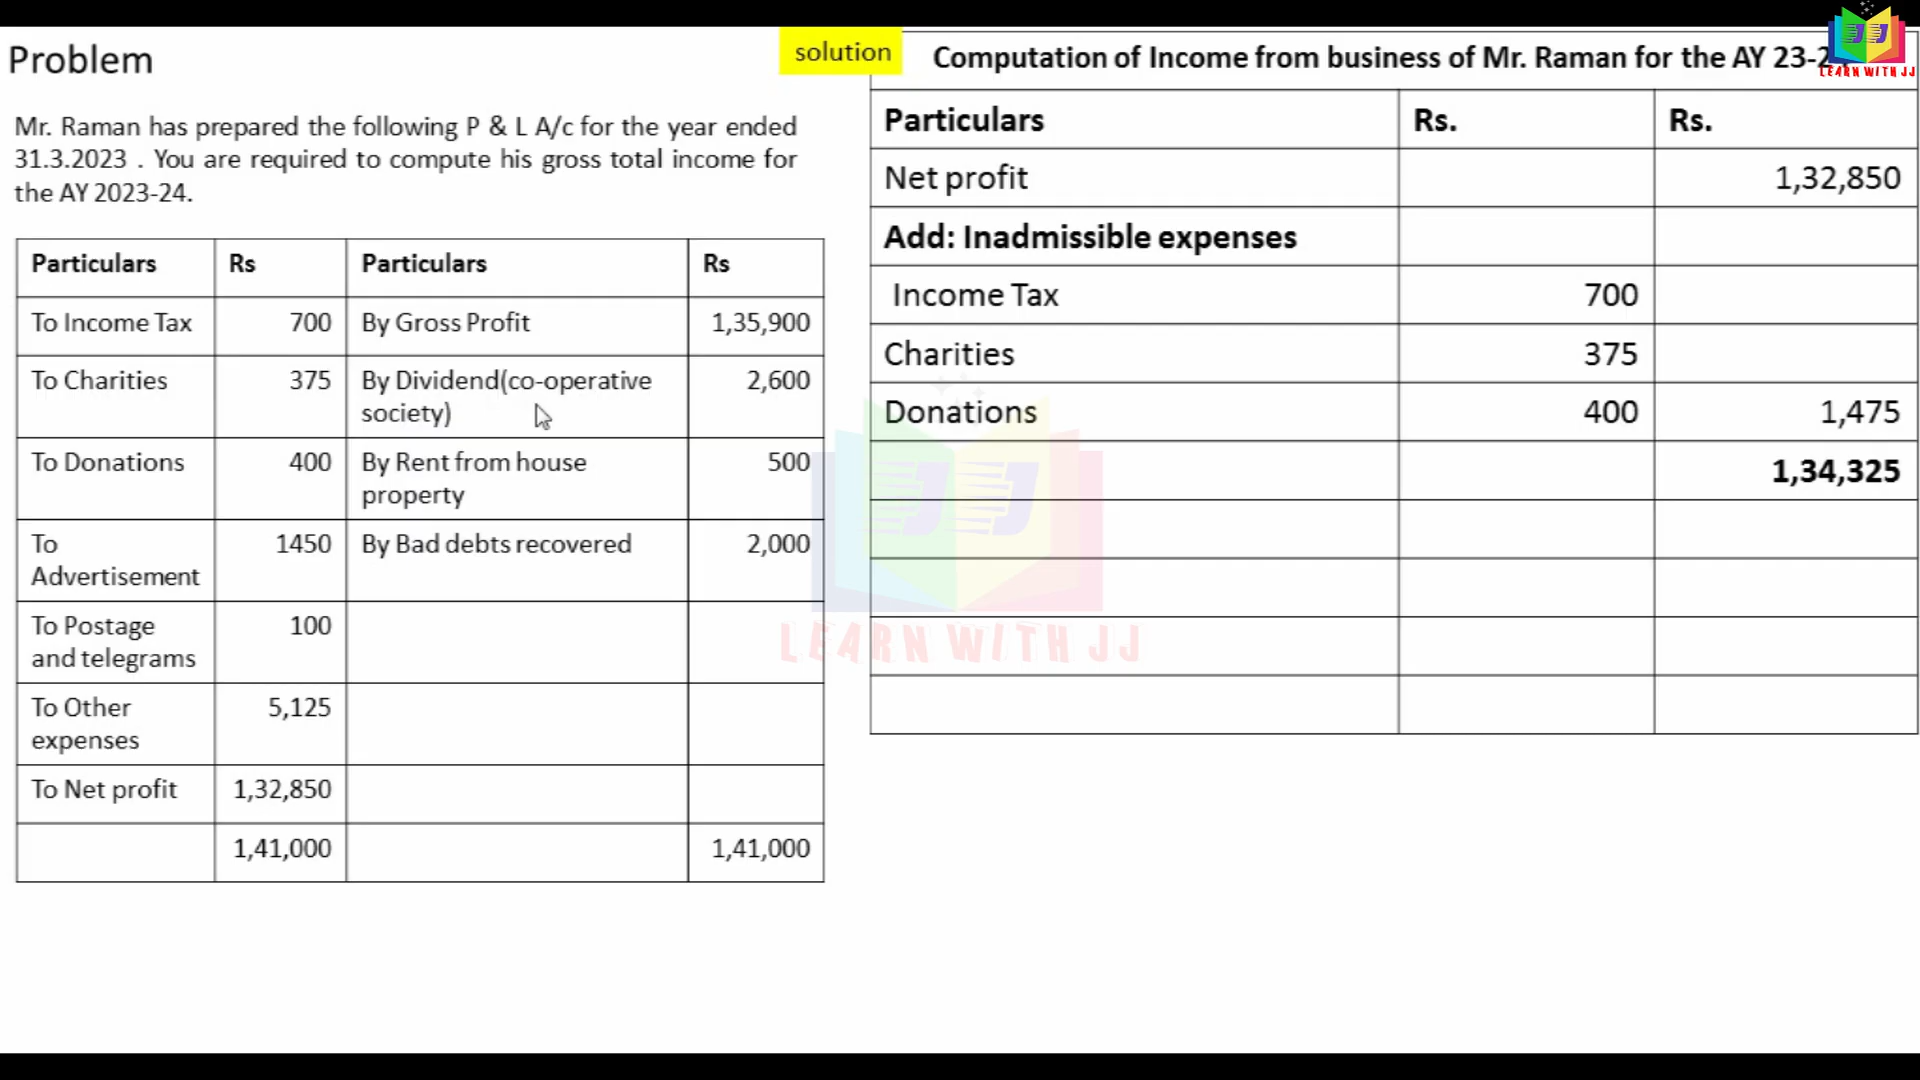 Problem
Mr. Raman has prepared the following P & L A/c for the year ended
31.3.2023 . You are required to compute his gross total income for
the AY 2023-24.
Particulars Rs Particulars Rs
To Income Tax 700 By Gross Profit 1,35,900
To Charities 375 By Dividend(co-operative 2,600
society)
To Donations 400 By Rent from house 500
property
To 1450 By Bad debts recovered 2,000
Advertisement
To Postage 100
and telegrams
To Other 5,125
expenses
To Net profit 1,32,850
1,41,000 1,41,000
solution
Computation of Income from business of Mr. Raman for the AY 23-2
Particulars Rs. Rs.
Net profit 1,32,850
Add: Inadmissible expenses
Income Tax 700
Charities 375
Donations 400 1,475
1,34,325
JJ
LEARN WITH JJ
JJ
LEARN WITH JJ